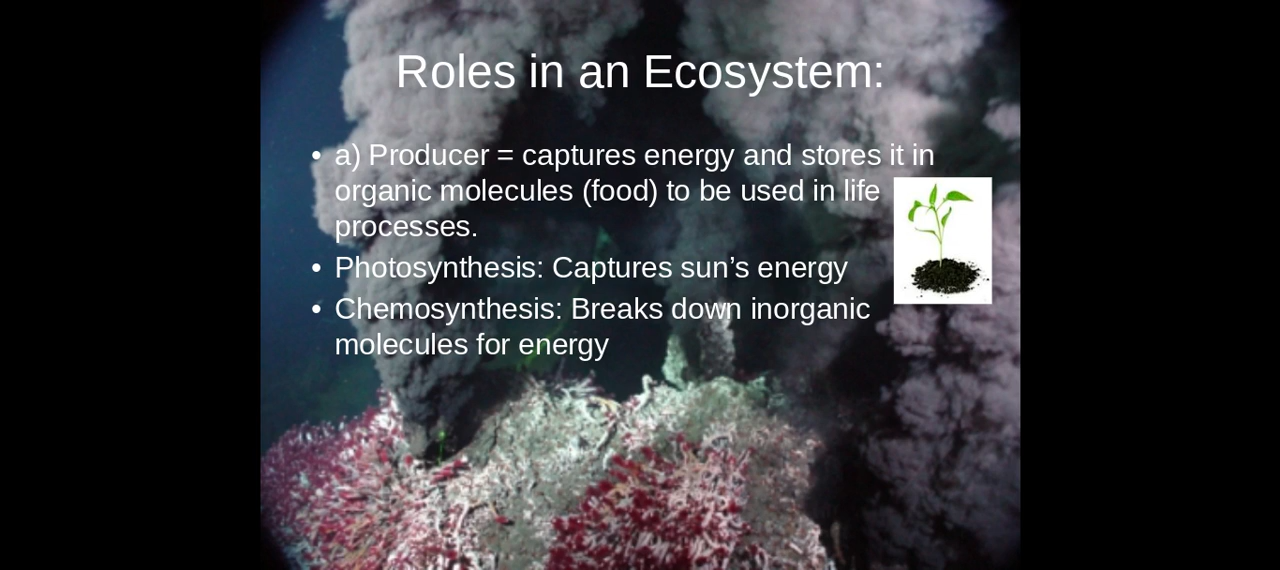 Roles in an Ecosystem:
• a) Producer = captures energy and stores it in
organic molecules (food) to be used in life
processes.
• Photosynthesis: Captures sun’s energy
• Chemosynthesis: Breaks down inorganic
molecules for energy